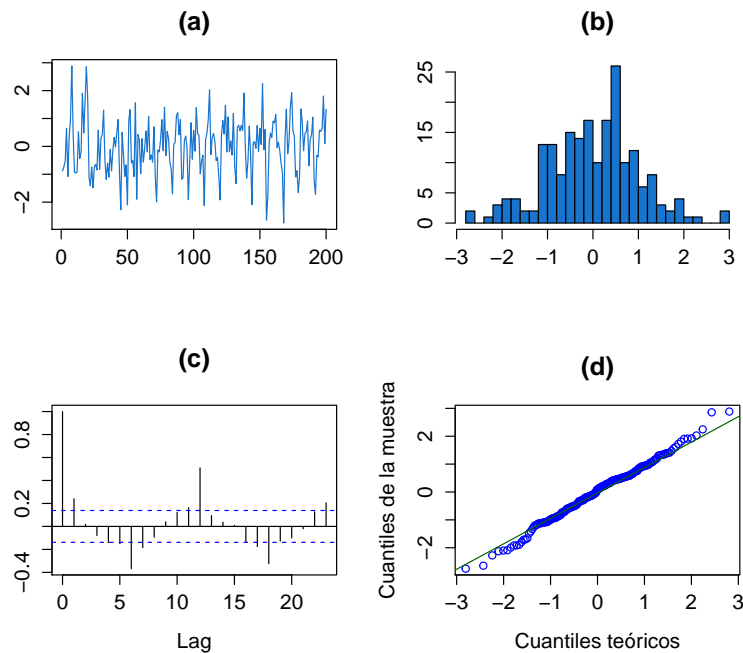 (a)
−2 0 2
0 50 100 150 200
(b)
0 5 15 25
−3 −2 −1 0 1 2 3
(c)
−0.4 0.2 0.8
0 5 10 15 20
Lag
(d)
Cuantiles de la muestra
−2 0 2
−3 −2 −1 0 1 2 3
Cuantiles teóricos